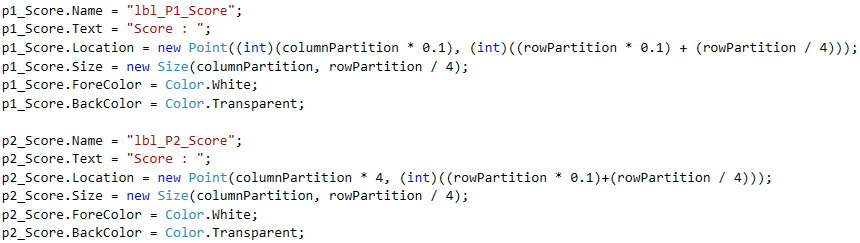 p1_Score.Name = "lbl_P1_Score";
p1_Score.Text = "Score : ";
p1_Score.Location = new Point((int)(columnPartition * 0.1), (int)((rowPartition * 0.1) + (rowPartition / 4)));
p1_Score.Size = new Size(columnPartition, rowPartition / 4);
p1_Score.ForeColor = Color.White;
p1_Score.BackColor = Color.Transparent;
p2_Score.Name = "lbl_P2_Score";
p2_Score.Text = "Score : ";
p2_Score.Location = new Point(columnPartition * 4, (int)((rowPartition * 0.1)+(rowPartition / 4)));
p2_Score.Size = new Size(columnPartition, rowPartition / 4);
p2_Score.ForeColor = Color.White;
p2_Score.BackColor = Color.Transparent;